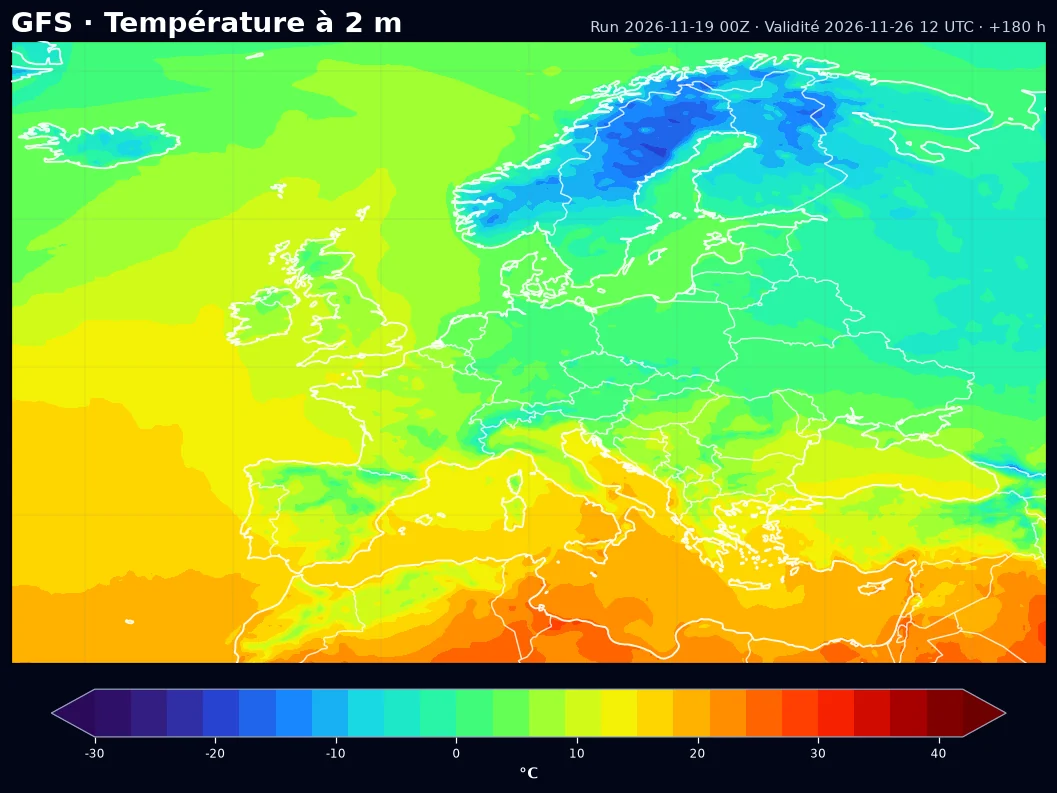 GFS · Température à 2 m
Run 2026-11-19 00Z · Validité 2026-11-26 12 UTC · +180 h
-30 -20 -10 0 10 20 30 40
°C